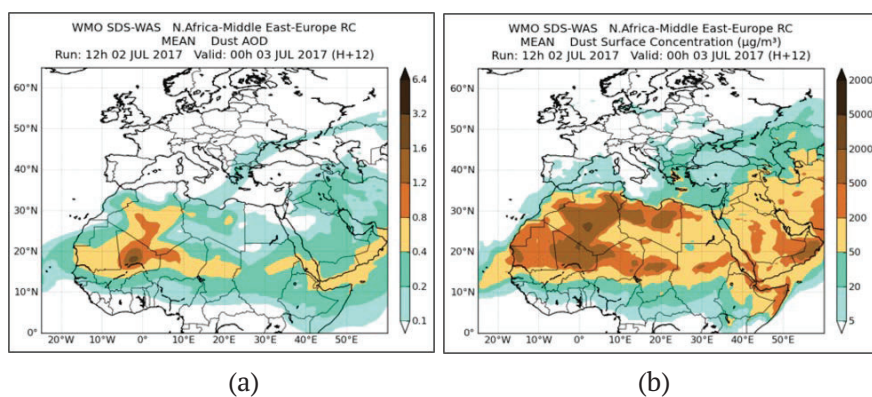 WMO SDS-WAS N.Africa-Middle East-Europe RC
MEAN Dust AOD
Run: 12h 02 JUL 2017 Valid: 00h 03 JUL 2017 (H+12)
60°N
50°N
40°N
30°N
20°N
10°N
0°
20°W
10°W
0°
10°E
20°E
30°E
40°E
50°E
6.4
3.2
1.6
1.2
0.8
0.4
0.2
0.1
(a)
WMO SDS-WAS N.Africa-Middle East-Europe RC
MEAN Dust Surface Concentration (µg/m³)
Run: 12h 02 JUL 2017 Valid: 00h 03 JUL 2017 (H+12)
60°N
50°N
40°N
30°N
20°N
10°N
0°
20°W
10°W
0°
10°E
20°E
30°E
40°E
50°E
2000
5000
2000
500
200
50
20
5
(b)